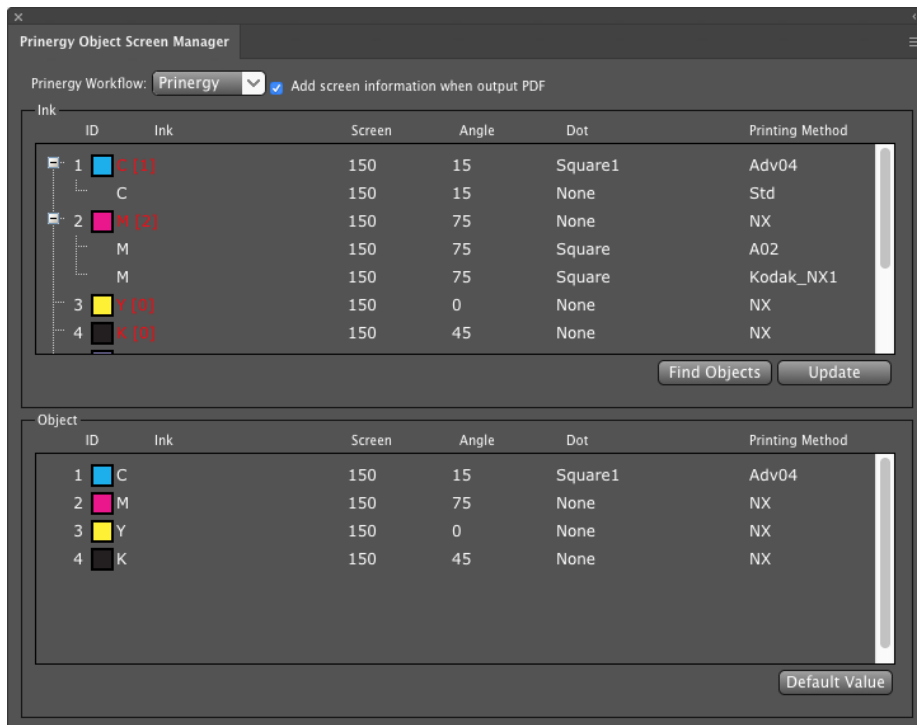 Prinergy Object Screen Manager
Prinergy Workflow: Prinergy Add screen information when output PDF
Ink
ID Ink Screen Angle Dot Printing Method
1 C [1] 150 15 Square1 Adv04
C 150 15 None Std
2 M [2] 150 75 None NX
M 150 75 Square A02
M 150 75 Square Kodak_NX1
3 Y [0] 150 0 None NX
4 K [0] 150 45 None NX
Find Objects Update
Object
ID Ink Screen Angle Dot Printing Method
1 C 150 15 Square1 Adv04
2 M 150 75 None NX
3 Y 150 0 None NX
4 K 150 45 None NX
Default Value